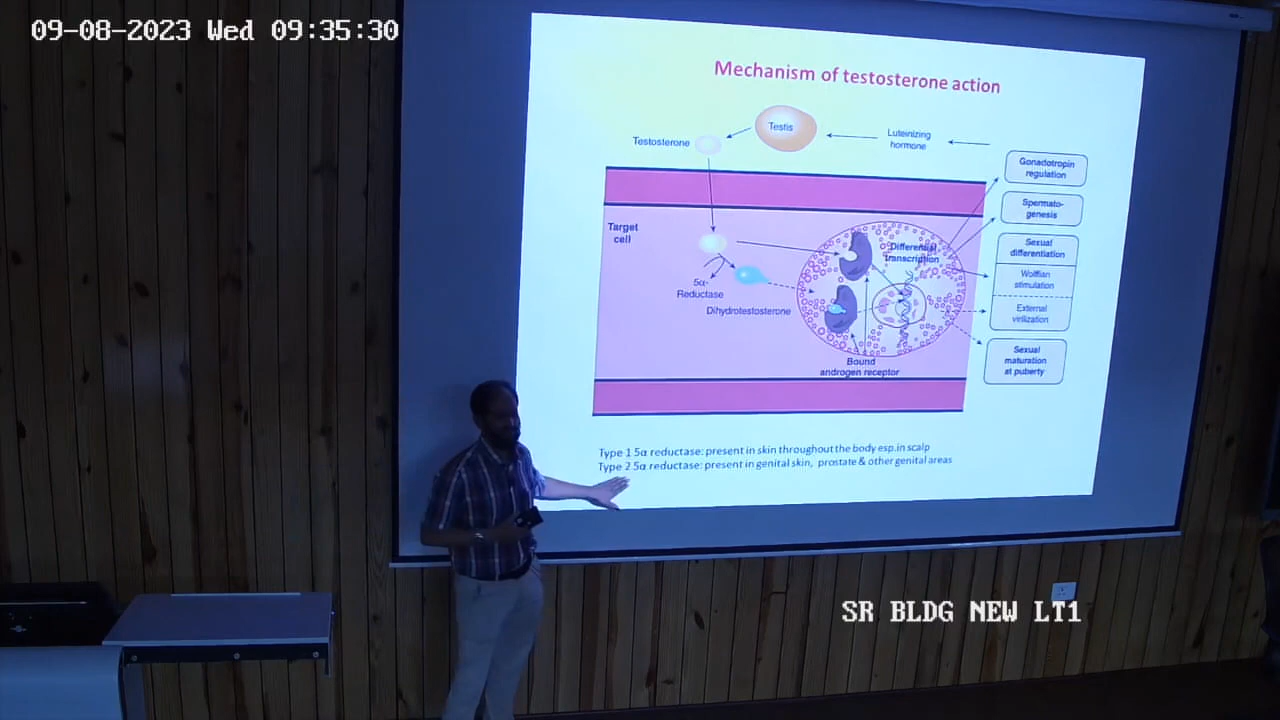 09-08-2023 Wed 09:35:30
Mechanism of testosterone action
Testis
Testosterone
Luteinizing
hormone
Gonadotropin
regulation
Spermato-
genesis
Target
cell
Differential
transcription
Sexual
differentiation
Wolffian
stimulation
5α-
Reductase
Dihydrotestosterone
External
virilization
Bound
androgen receptor
Sexual
maturation
at puberty
Type 1 5α reductase: present in skin throughout the body esp.in scalp
Type 2 5α reductase: present in genital skin, prostate & other genital areas
SR BLDG NEW LT1